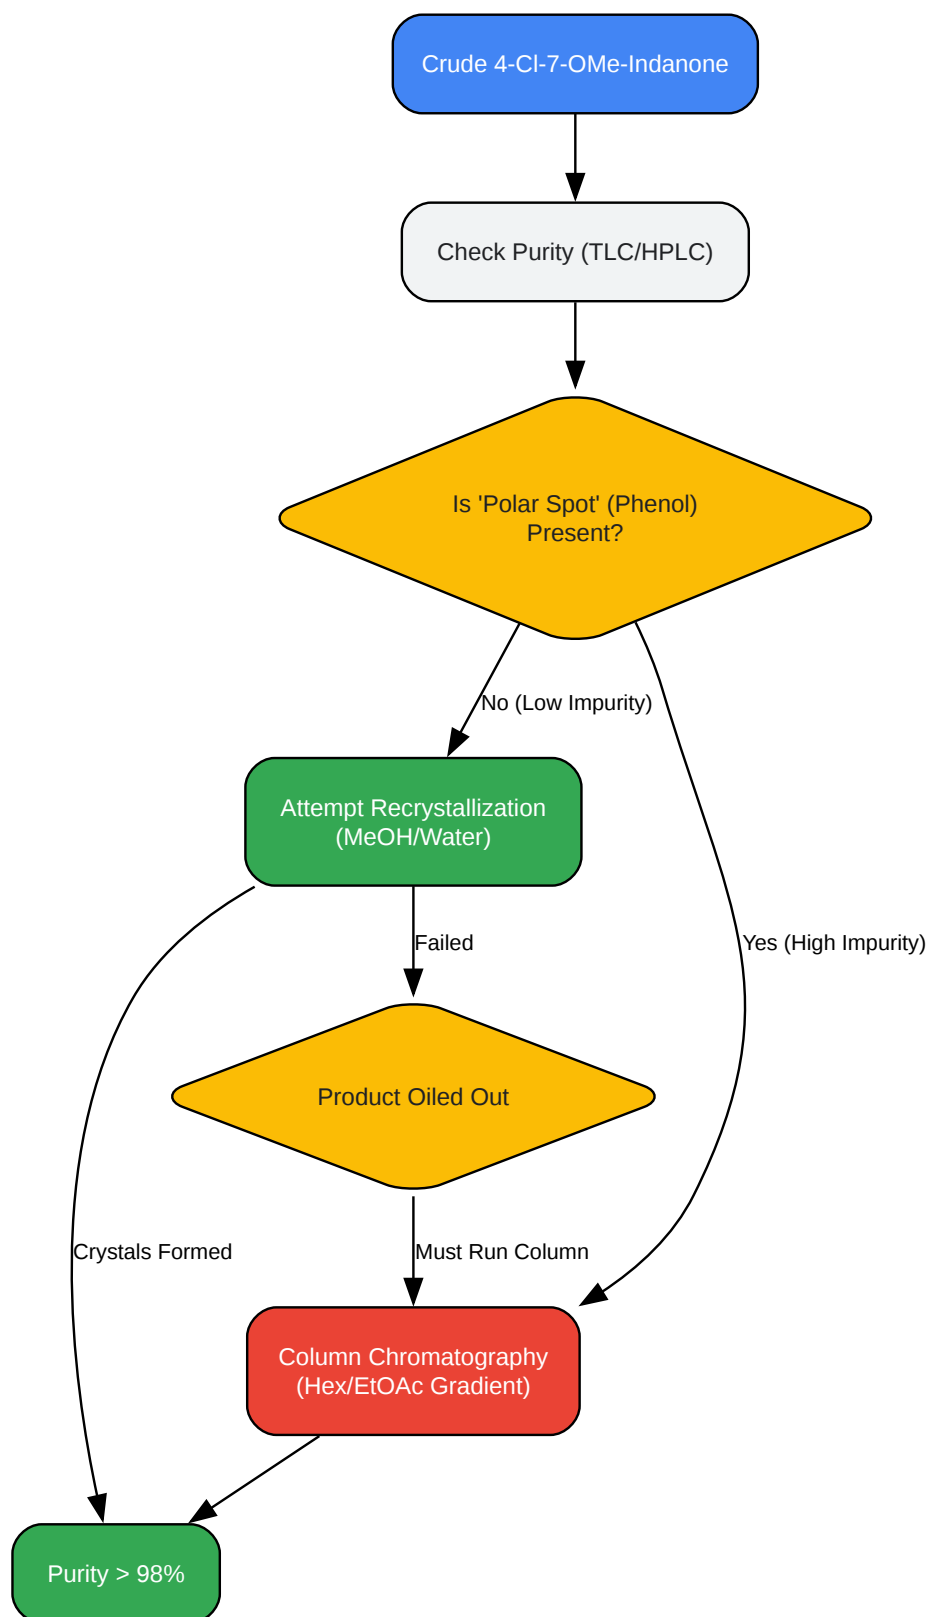 Crude 4-Cl-7-OMe-Indanone
Check Purity (TLC/HPLC)
Is 'Polar Spot' (Phenol)
Present?
No (Low Impurity)
Attempt Recrystallization
(MeOH/Water)
Failed
Yes (High Impurity)
Product Oiled Out
Crystals Formed
Must Run Column
Column Chromatography
(Hex/EtOAc Gradient)
Purity > 98%